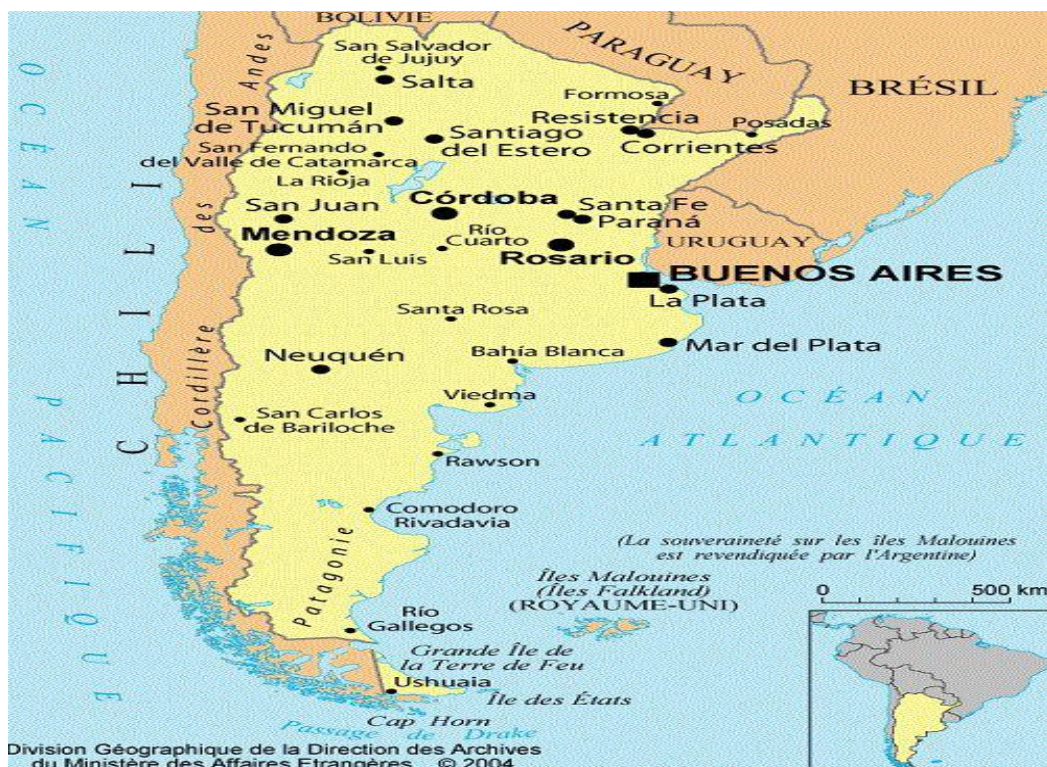 BOLIVIE
PARAGUAY
BRÉSIL
URUGUAY
CHILI
OCÉAN
PACIFIQUE
Cordillère des Andes
San Salvador
de Jujuy
Salta
San Miguel
de Tucumán
Formosa
Resistencia
Posadas
Santiago
del Estero
Corrientes
San Fernando
del Valle de Catamarca
La Rioja
Córdoba
Santa Fe
San Juan
Paraná
Mendoza
Río
Cuarto
San Luis
Rosario
BUENOS AIRES
La Plata
Santa Rosa
Neuquén
Bahía Blanca
Mar del Plata
Viedma
OCÉAN
ATLANTIQUE
San Carlos
de Bariloche
Rawson
Comodoro
Rivadavia
Patagonie
(La souveraineté sur les îles Malouines
est revendiquée par l'Argentine)
Îles Malouines
(Îles Falkland)
(ROYAUME-UNI)
0 500 km
Río
Gallegos
Grande Île de
la Terre de Feu
Ushuaia
Île des États
Cap Horn
Passage de Drake
Division Géographique de la Direction des Archives
du Ministère des Affaires Etrangères © 2004